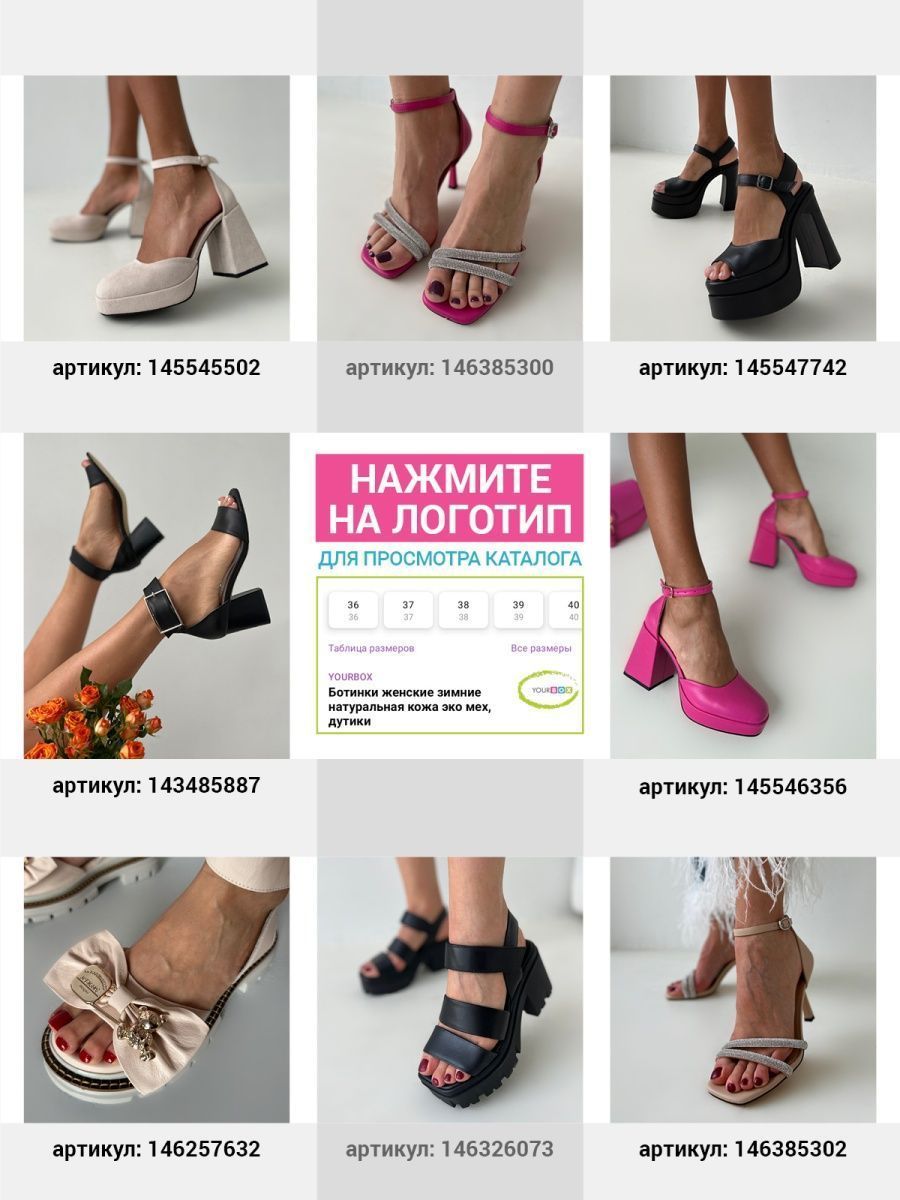 артикул: 145545502
артикул: 146385300
артикул: 145547742
НАЖМИТЕ
НА ЛОГОТИП
ДЛЯ ПРОСМОТРА КАТАЛОГА
36 37 38 39 40
36 37 38 39 40
Таблица размеров Все размеры
YOURBOX
Ботинки женские зимние
натуральная кожа эко мех,
дутики
YOURBOX
артикул: 143485887
артикул: 145546356
артикул: 146257632
артикул: 146326073
артикул: 146385302